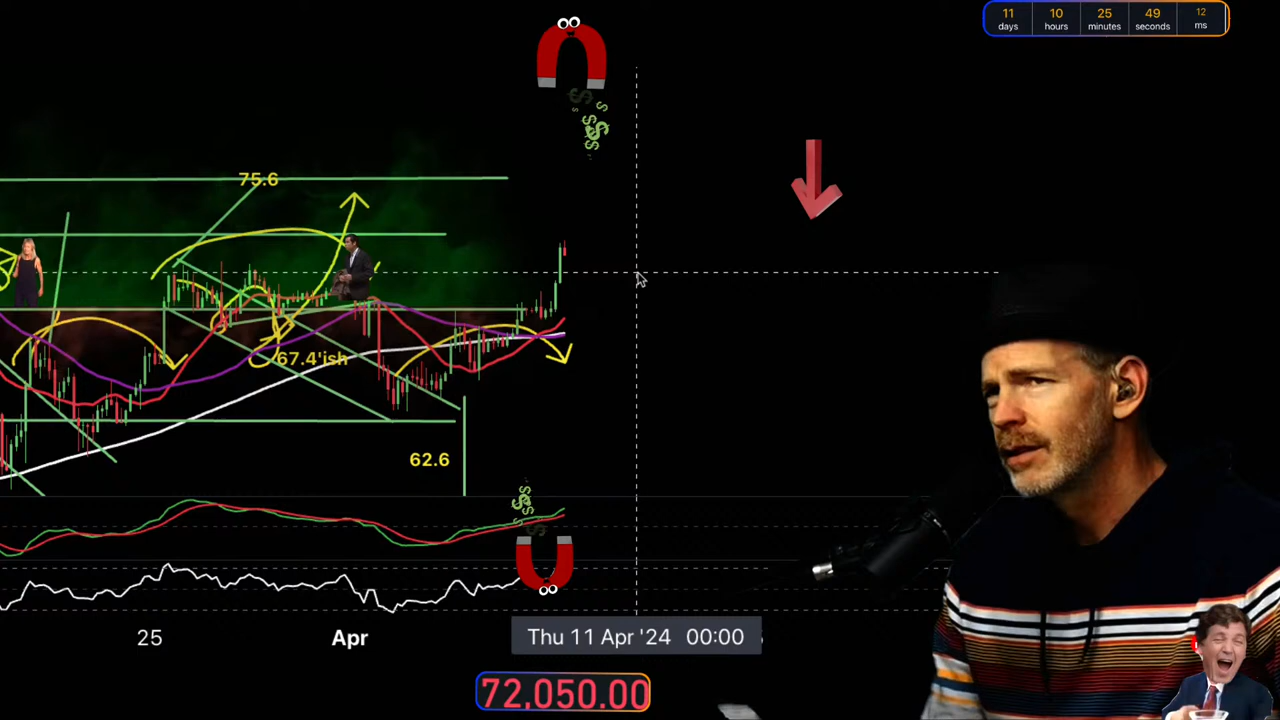 11 10 25 49 12
days hours minutes seconds ms
75.6
67.4'ish
62.6
25 Apr Thu 11 Apr '24 00:00
72,050.00